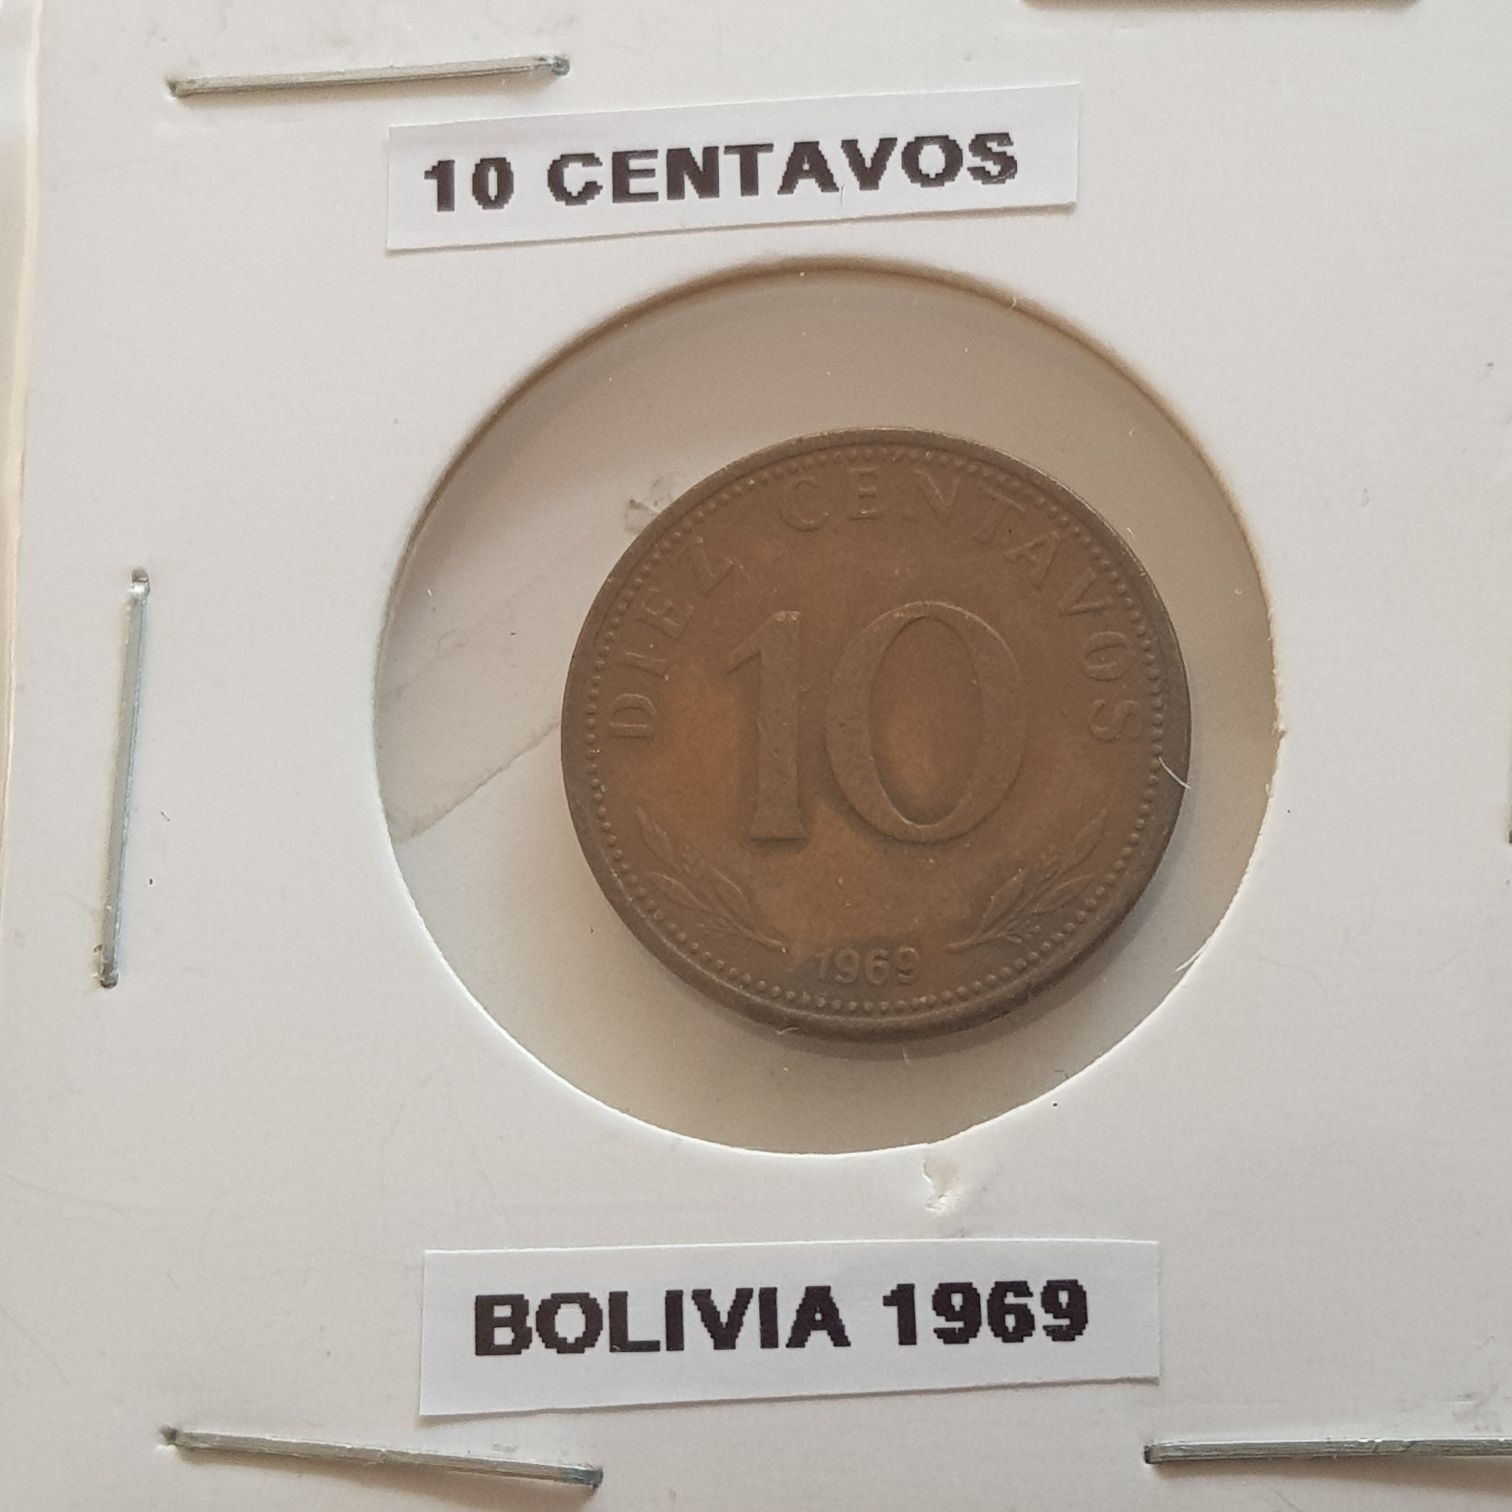 10 CENTAVOS
DIEZ CENTAVOS
10
1969
BOLIVIA 1969